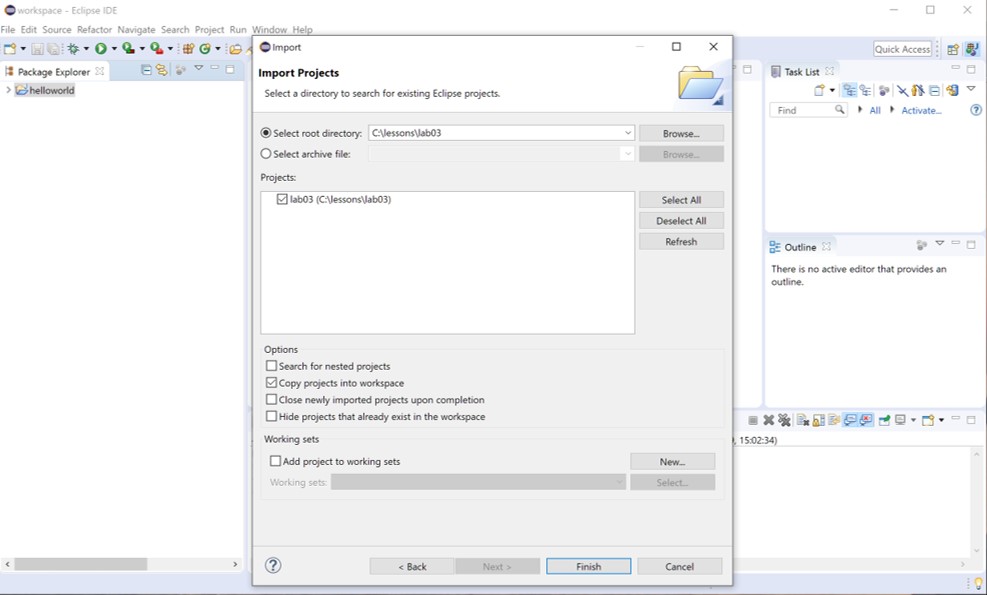 workspace - Eclipse IDE
File Edit Source Refactor Navigate Search Project Run Window Help
Quick Access
Package Explorer
helloworld
Import
Import Projects
Select a directory to search for existing Eclipse projects.
Select root directory: C:\lessons\lab03 Browse...
Select archive file: Browse...
Projects:
lab03 (C:\lessons\lab03)
Select All
Deselect All
Refresh
Options
Search for nested projects
Copy projects into workspace
Close newly imported projects upon completion
Hide projects that already exist in the workspace
Working sets
Add project to working sets New...
Working sets: Select...
? < Back Next > Finish Cancel
Task List
Find All Activate... ?
Outline
There is no active editor that provides an
outline.
, 15:02:34)